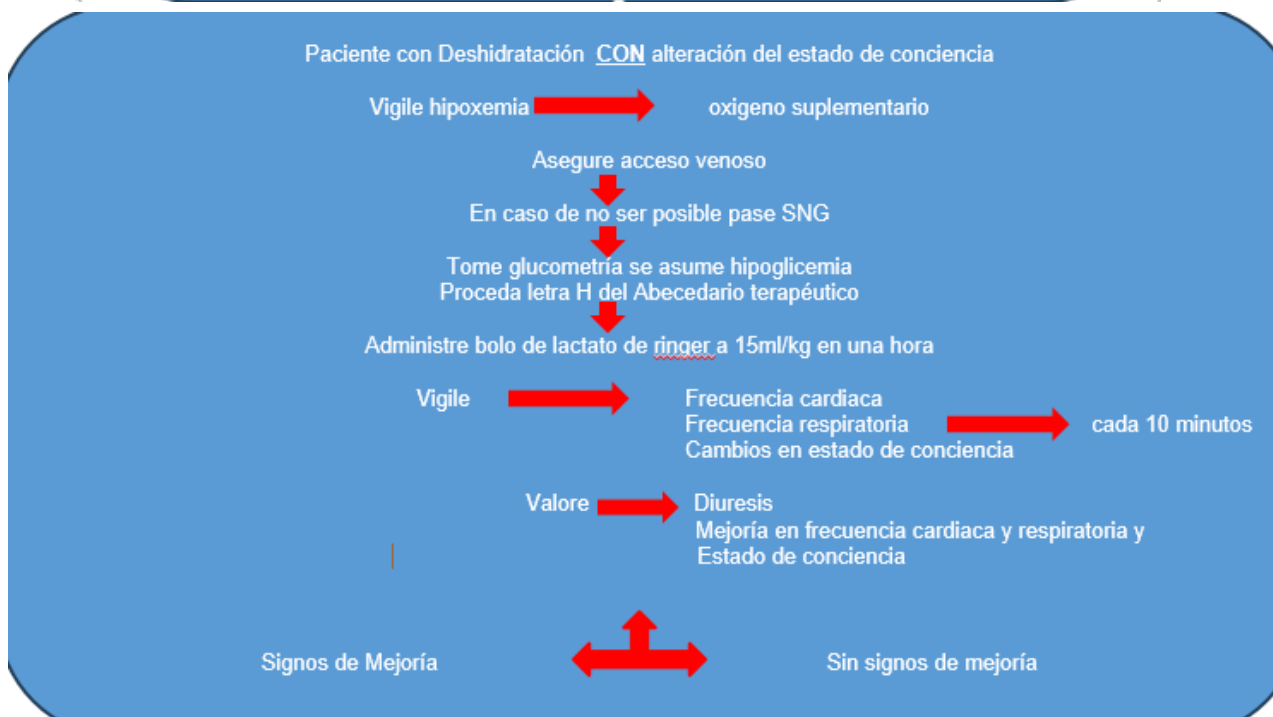 Paciente con Deshidratación CON alteración del estado de conciencia
Vigile hipoxemia oxigeno suplementario
Asegure acceso venoso
En caso de no ser posible pase SNG
Tome glucometría se asume hipoglicemia
Proceda letra H del Abecedario terapéutico
Administre bolo de lactato de ringer a 15ml/kg en una hora
Vigile Frecuencia cardiaca
Frecuencia respiratoria cada 10 minutos
Cambios en estado de conciencia
Valore Diuresis
Mejoría en frecuencia cardiaca y respiratoria y
Estado de conciencia
Signos de Mejoría Sin signos de mejoría